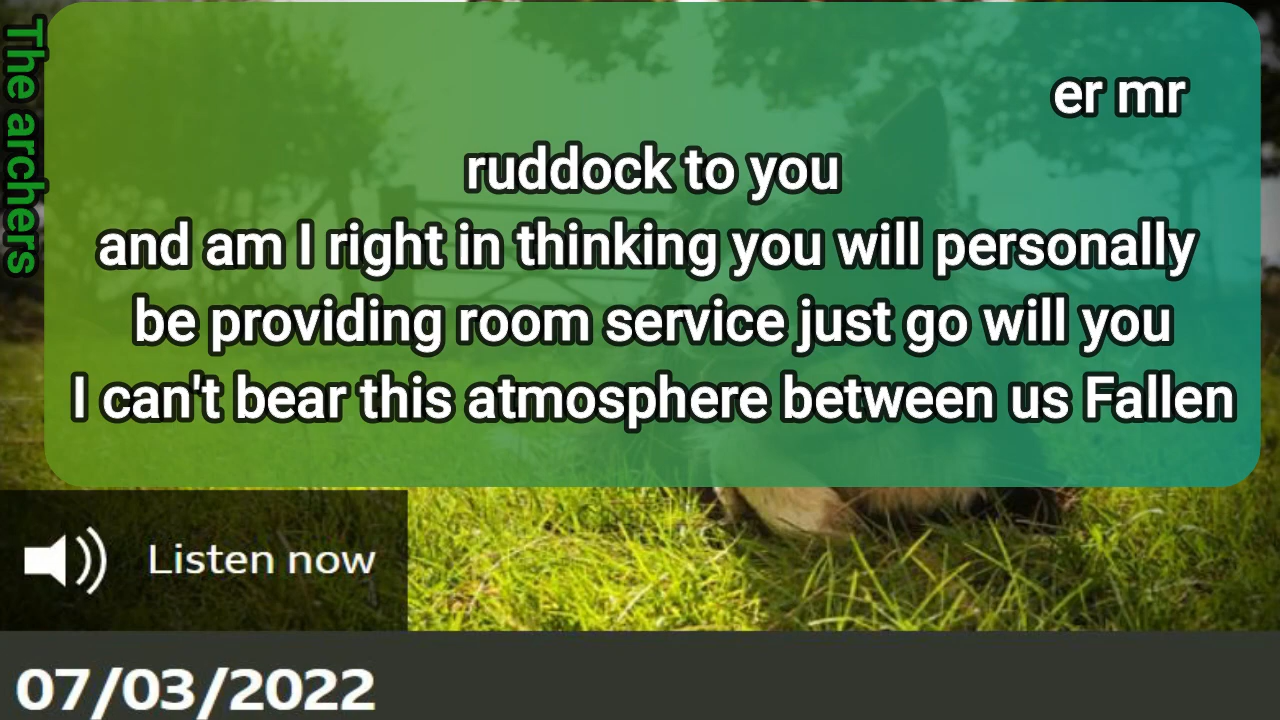 The archers
er mr
ruddock to you
and am I right in thinking you will personally
be providing room service just go will you
I can't bear this atmosphere between us Fallen
Listen now
07/03/2022